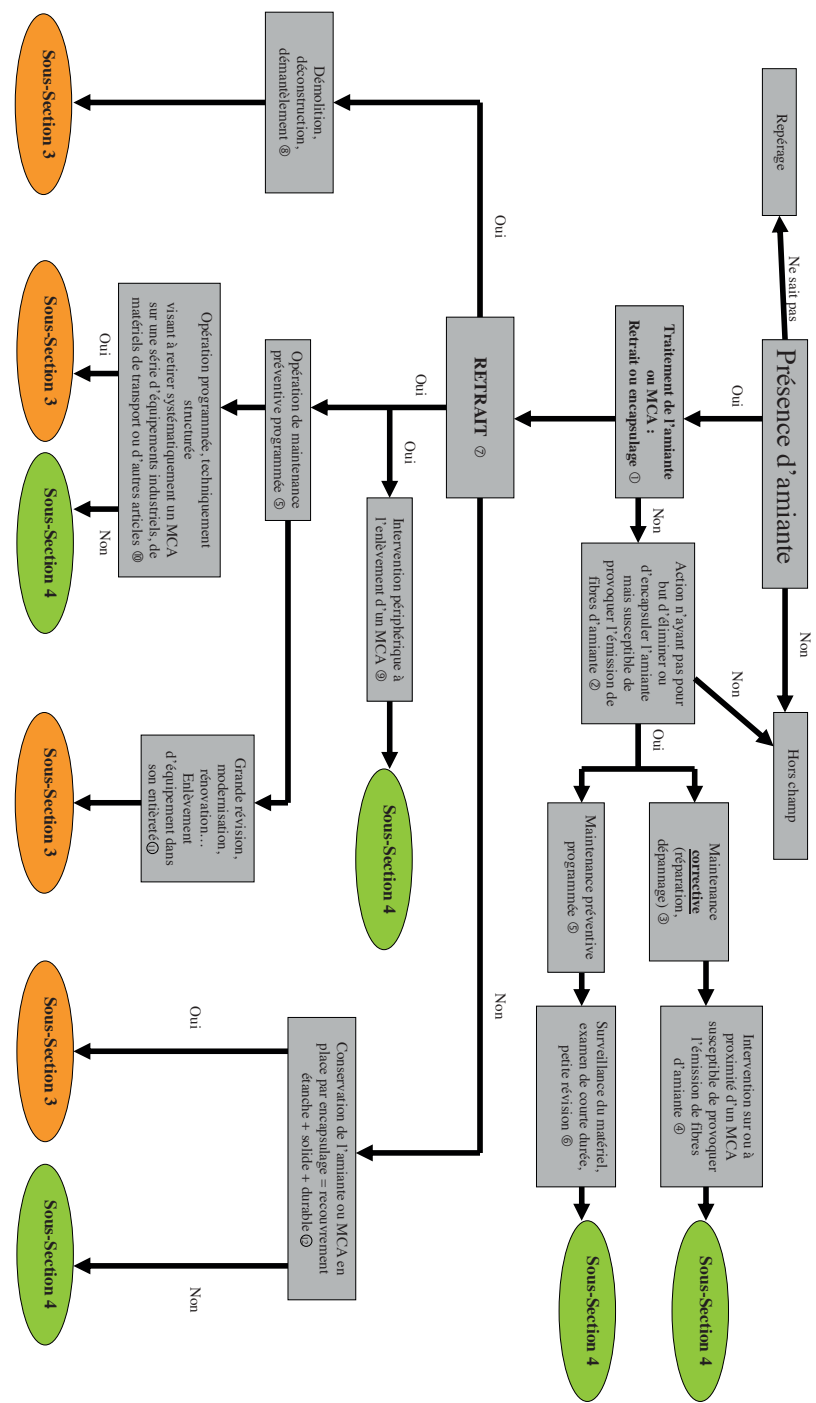 Présence d’amiante
Ne sait pas
Repérage
Non
Hors champ
Oui
Traitement de l’amiante
ou MCA :
Retrait ou encapsulage ①
Non
Action n’ayant pas pour
but d’éliminer ou
d’encapsuler l’amiante
mais susceptible de
provoquer l’émission de
fibres d’amiante ②
Non
Oui
Maintenance
corrective
(réparation,
dépannage) ③
Intervention sur ou à
proximité d’un MCA
susceptible de provoquer
l’émission de fibres
d’amiante ④
Sous-Section 4
Maintenance préventive
programmée ⑤
Surveillance du matériel,
examen de courte durée,
petite révision ⑥
Sous-Section 4
RETRAIT ⑦
Oui
Démolition,
déconstruction,
démantèlement ⑧
Sous-Section 3
Oui
Oui
Intervention périphérique à
l’enlèvement d’un MCA ⑨
Sous-Section 4
Opération de maintenance
préventive programmée ⑤
Opération programmée, techniquement
structurée
visant à retirer systématiquement un MCA
sur une série d’équipements industriels, de
matériels de transport ou d’autres articles ⑩
Oui
Sous-Section 3
Non
Sous-Section 4
Grande révision,
modernisation,
rénovation…
Enlèvement
d’équipement dans
son entièreté ⑪
Sous-Section 3
Non
Conservation de l’amiante ou MCA en
place par encapsulage = recouvrement
étanche + solide + durable ⑫
Oui
Sous-Section 3
Non
Sous-Section 4